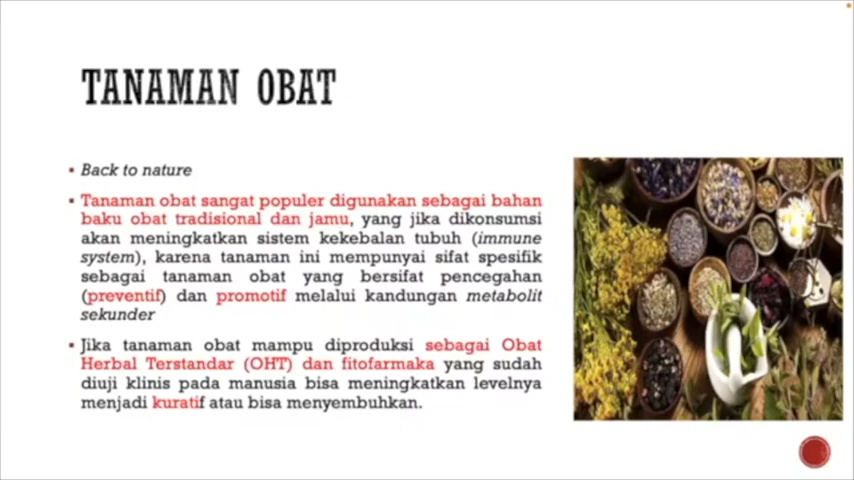 TANAMAN OBAT
▪ Back to nature
▪ Tanaman obat sangat populer digunakan sebagai bahan
baku obat tradisional dan jamu, yang jika dikonsumsi
akan meningkatkan sistem kekebalan tubuh (immune
system), karena tanaman ini mempunyai sifat spesifik
sebagai tanaman obat yang bersifat pencegahan
(preventif) dan promotif melalui kandungan metabolit
sekunder
▪ Jika tanaman obat mampu diproduksi sebagai Obat
Herbal Terstandar (OHT) dan fitofarmaka yang sudah
diuji klinis pada manusia bisa meningkatkan levelnya
menjadi kuratif atau bisa menyembuhkan.